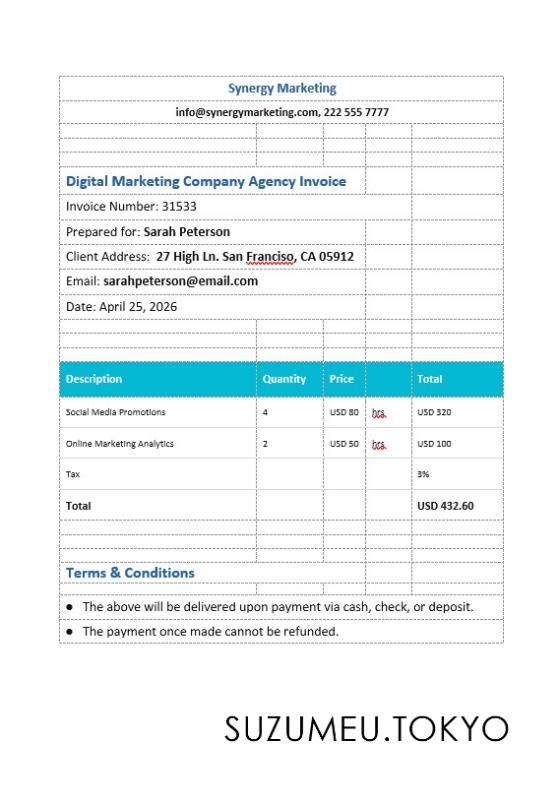 Synergy Marketing
info@synergymarketing.com, 222 555 7777
Digital Marketing Company Agency Invoice
Invoice Number: 31533
Prepared for: Sarah Peterson
Client Address: 27 High Ln. San Franciso, CA 05912
Email: sarahpeterson@email.com
Date: April 25, 2026
Description Quantity Price Total
Social Media Promotions 4 USD 80 hrs. USD 320
Online Marketing Analytics 2 USD 50 hrs. USD 100
Tax 3%
Total USD 432.60
Terms & Conditions
● The above will be delivered upon payment via cash, check, or deposit.
● The payment once made cannot be refunded.
SUZUMEU.TOKYO